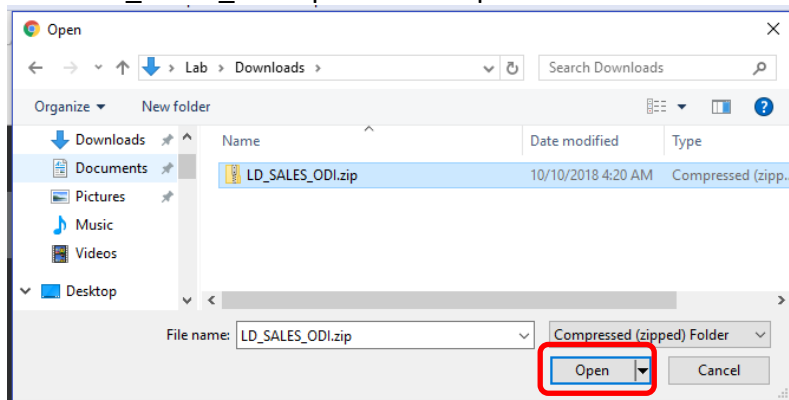 Open
Lab > Downloads >
Search Downloads
Organize
New folder
Name
Date modified
Type
Downloads
Documents
Pictures
Music
Videos
Desktop
LD_SALES_ODI.zip
10/10/2018 4:20 AM
Compressed (zipp..
File name:
LD_SALES_ODI.zip
Compressed (zipped) Folder
Open
Cancel